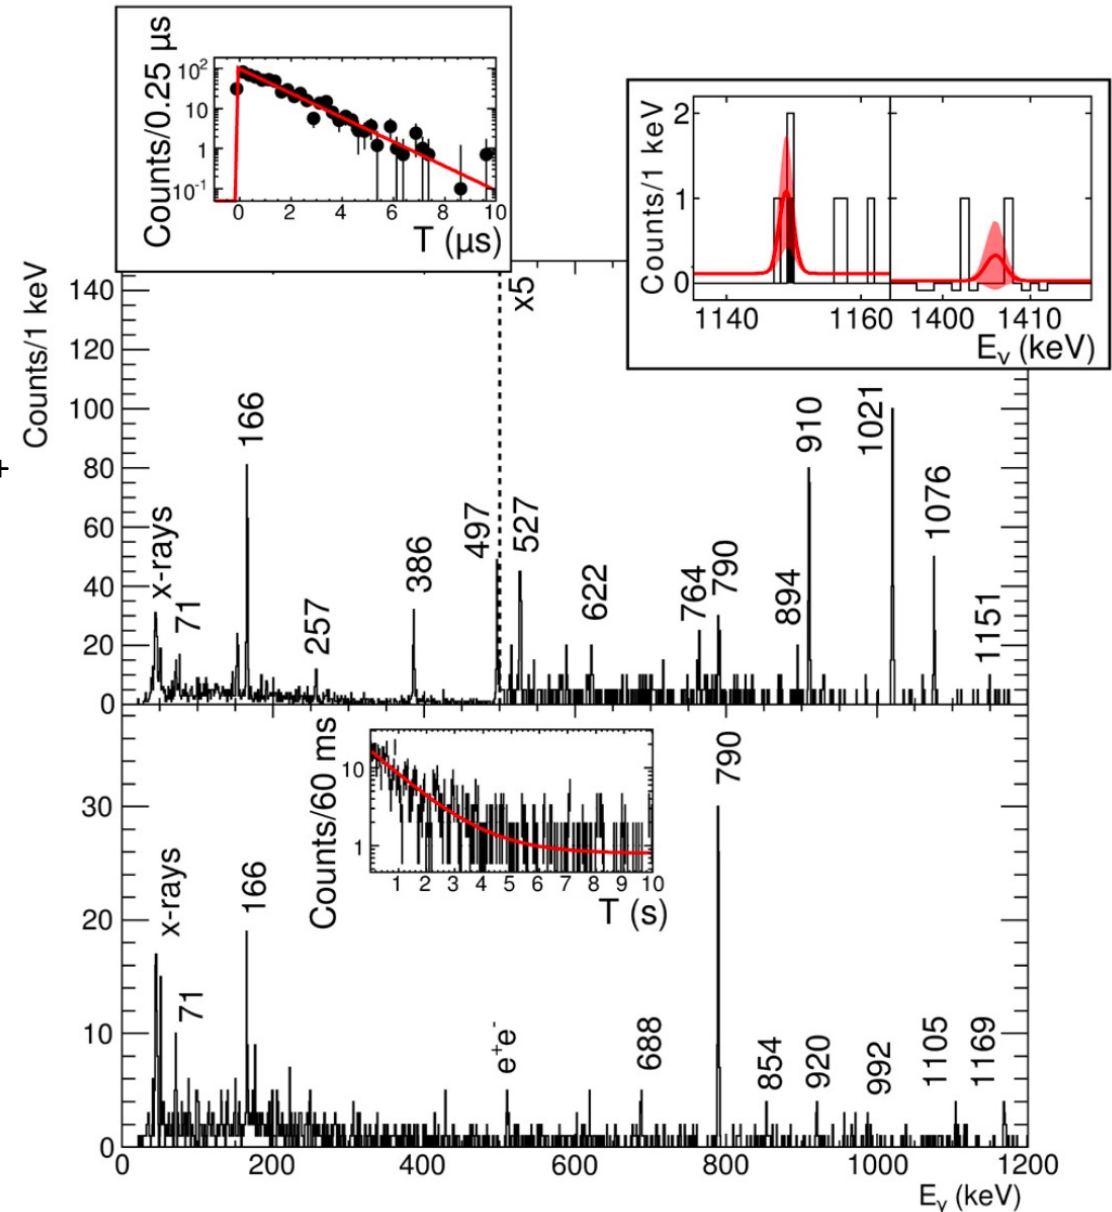 Counts/0.25 μs
10²
10
1
10⁻¹
0 2 4 6 8 10
T (μs)
Counts/1 keV
2
1
0
1140 1160 1400 1410
Eγ (keV)
Counts/1 keV
140
120
100
80
60
40
20
0
+
x5
x-rays
71
166
257
386
497
527
622
764
790
894
910
1021
1076
1151
30
20
10
0
x-rays
71
166
e⁺e⁻
688
790
854
920
992
1105
1169
Counts/60 ms
10
1
1 2 3 4 5 6 7 8 9 10
T (s)
0 200 400 600 800 1000 1200
Eγ (keV)